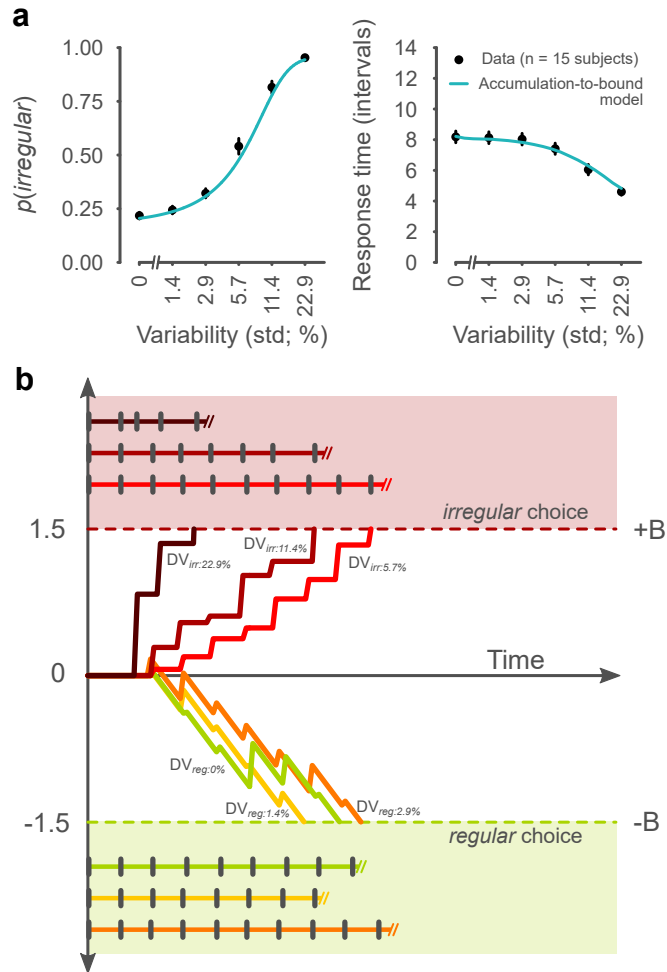 a
p(irregular)
1.00
0.75
0.50
0.25
0.00
0
1.4
2.9
5.7
11.4
22.9
Variability (std; %)
Response time (intervals)
14
12
10
8
6
4
2
0
Data (n = 15 subjects)
Accumulation-to-bound
model
0
1.4
2.9
5.7
11.4
22.9
Variability (std; %)
b
irregular choice
1.5
+B
DVirr:22.9%
DVirr:11.4%
DVirr:5.7%
Time
0
DVreg:0%
DVreg:1.4%
DVreg:2.9%
-1.5
-B
regular choice